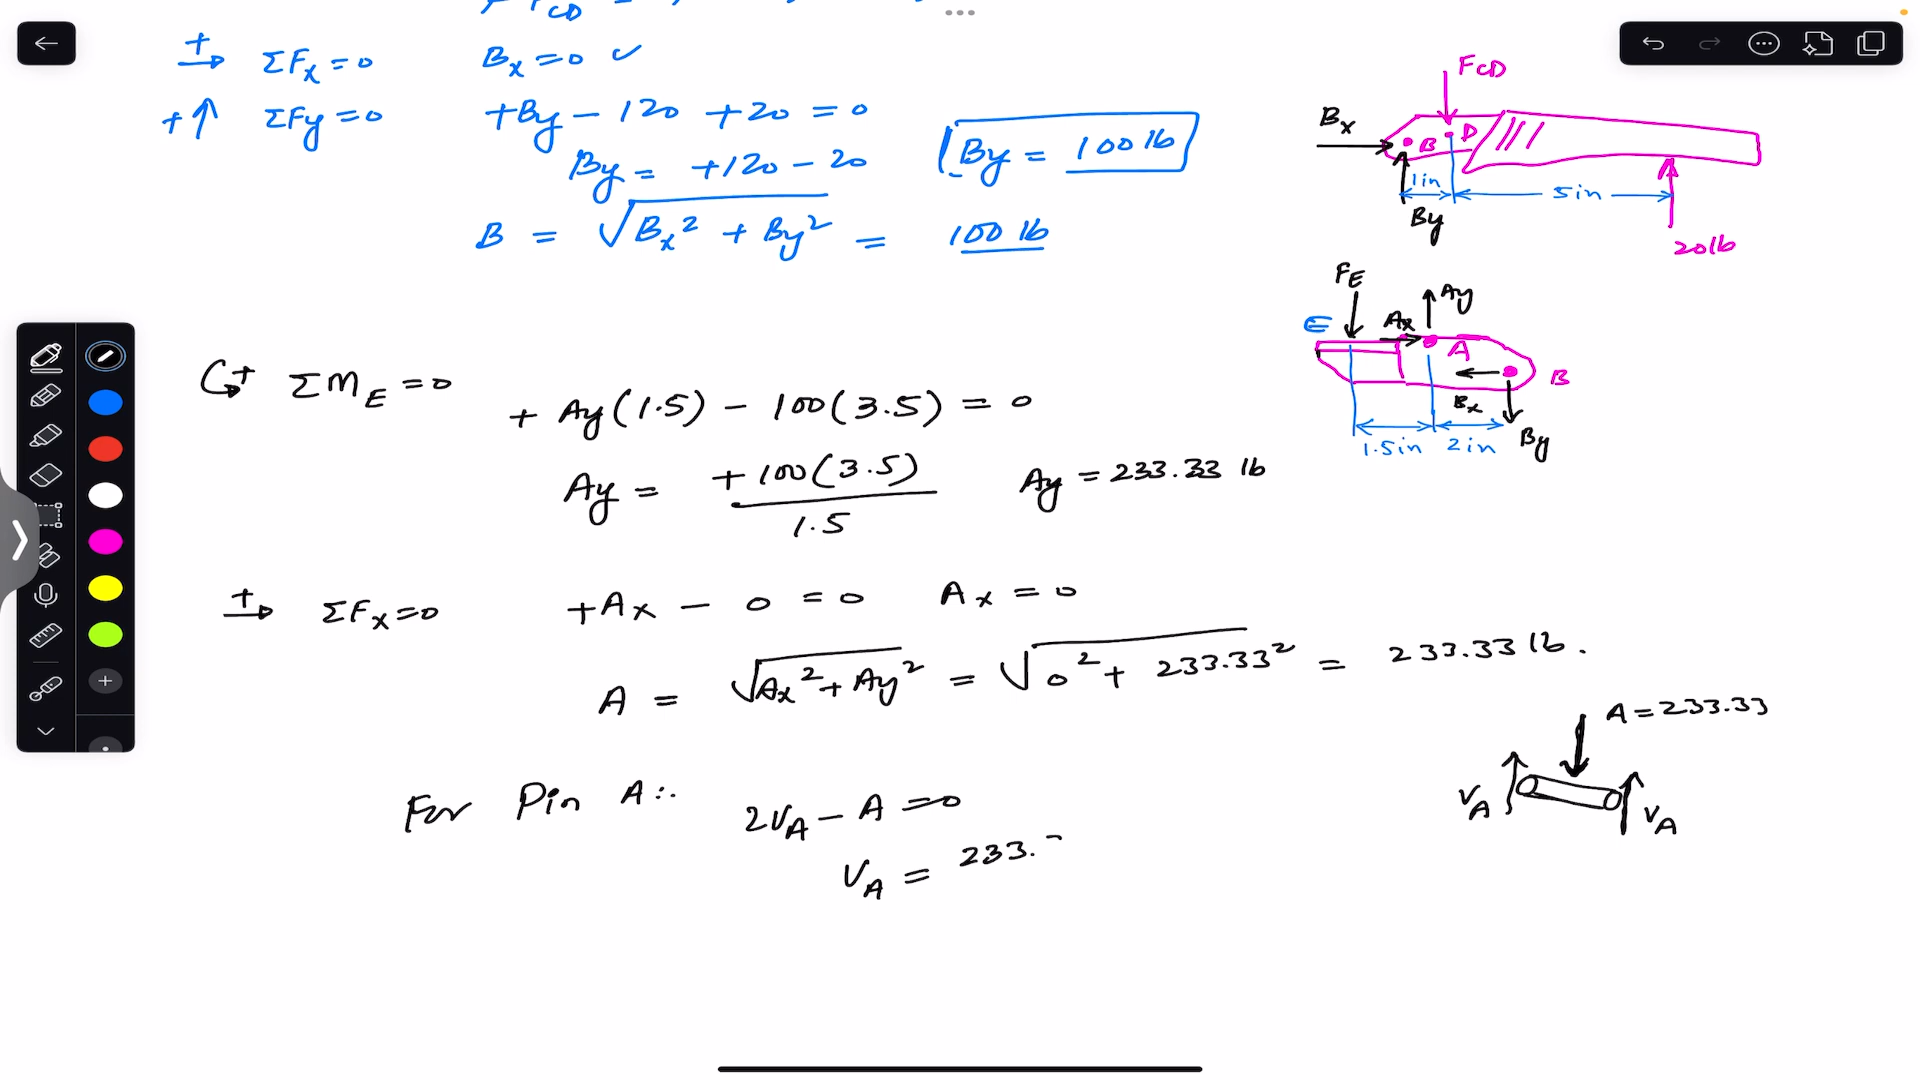 FCD =
+→ ΣFx=0 Bx=0 ✓
+↑ ΣFy=0 +By - 120 + 20 = 0
By = +120 - 20 By = 100 lb
B = √Bx² + By² = 100 lb
FCD
Bx
B D
1in 5in
By
20lb
FE
Ay
E Ax
A
B
Bx
1.5in 2in By
+ ΣME=0
+ Ay(1.5) - 100(3.5) = 0
Ay = +100(3.5)
1.5
Ay = 233.33 lb
+→ ΣFx=0 +Ax - 0 = 0 Ax = 0
A = √Ax²+Ay² = √0² + 233.33² = 233.33 lb.
A=233.33
VA VA
For Pin A:. 2VA - A = 0
VA = 233.